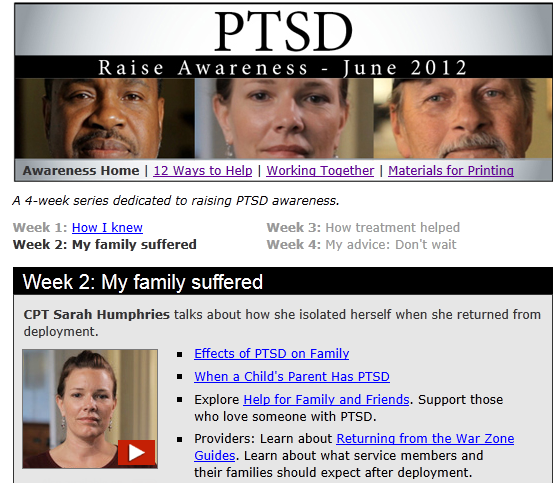 PTSD
Raise Awareness - June 2012
Awareness Home | 12 Ways to Help | Working Together | Materials for Printing
A 4-week series dedicated to raising PTSD awareness.
Week 1: How I knew
Week 2: My family suffered
Week 3: How treatment helped
Week 4: My advice: Don't wait
Week 2: My family suffered
CPT Sarah Humphries talks about how she isolated herself when she returned from
deployment.
Effects of PTSD on Family
When a Child's Parent Has PTSD
Explore Help for Family and Friends. Support those
who love someone with PTSD.
Providers: Learn about Returning from the War Zone
Guides. Learn about what service members and
their families should expect after deployment.